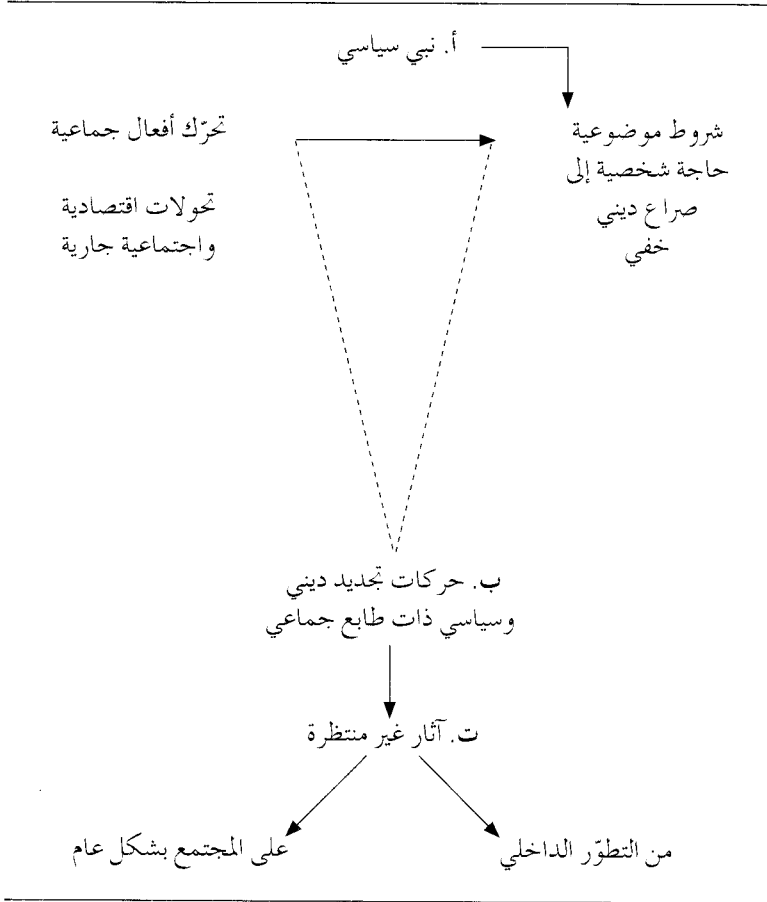 أ. نبي سياسي
شروط موضوعية
حاجة شخصية إلى
صراع ديني
خفي
تحرّك أفعال جماعية
تحولات اقتصادية
واجتماعية جارية
ب. حركات تجديد ديني
وسياسي ذات طابع جماعي
ت. آثار غير منتظرة
من التطوّر الداخلي
على المجتمع بشكل عام